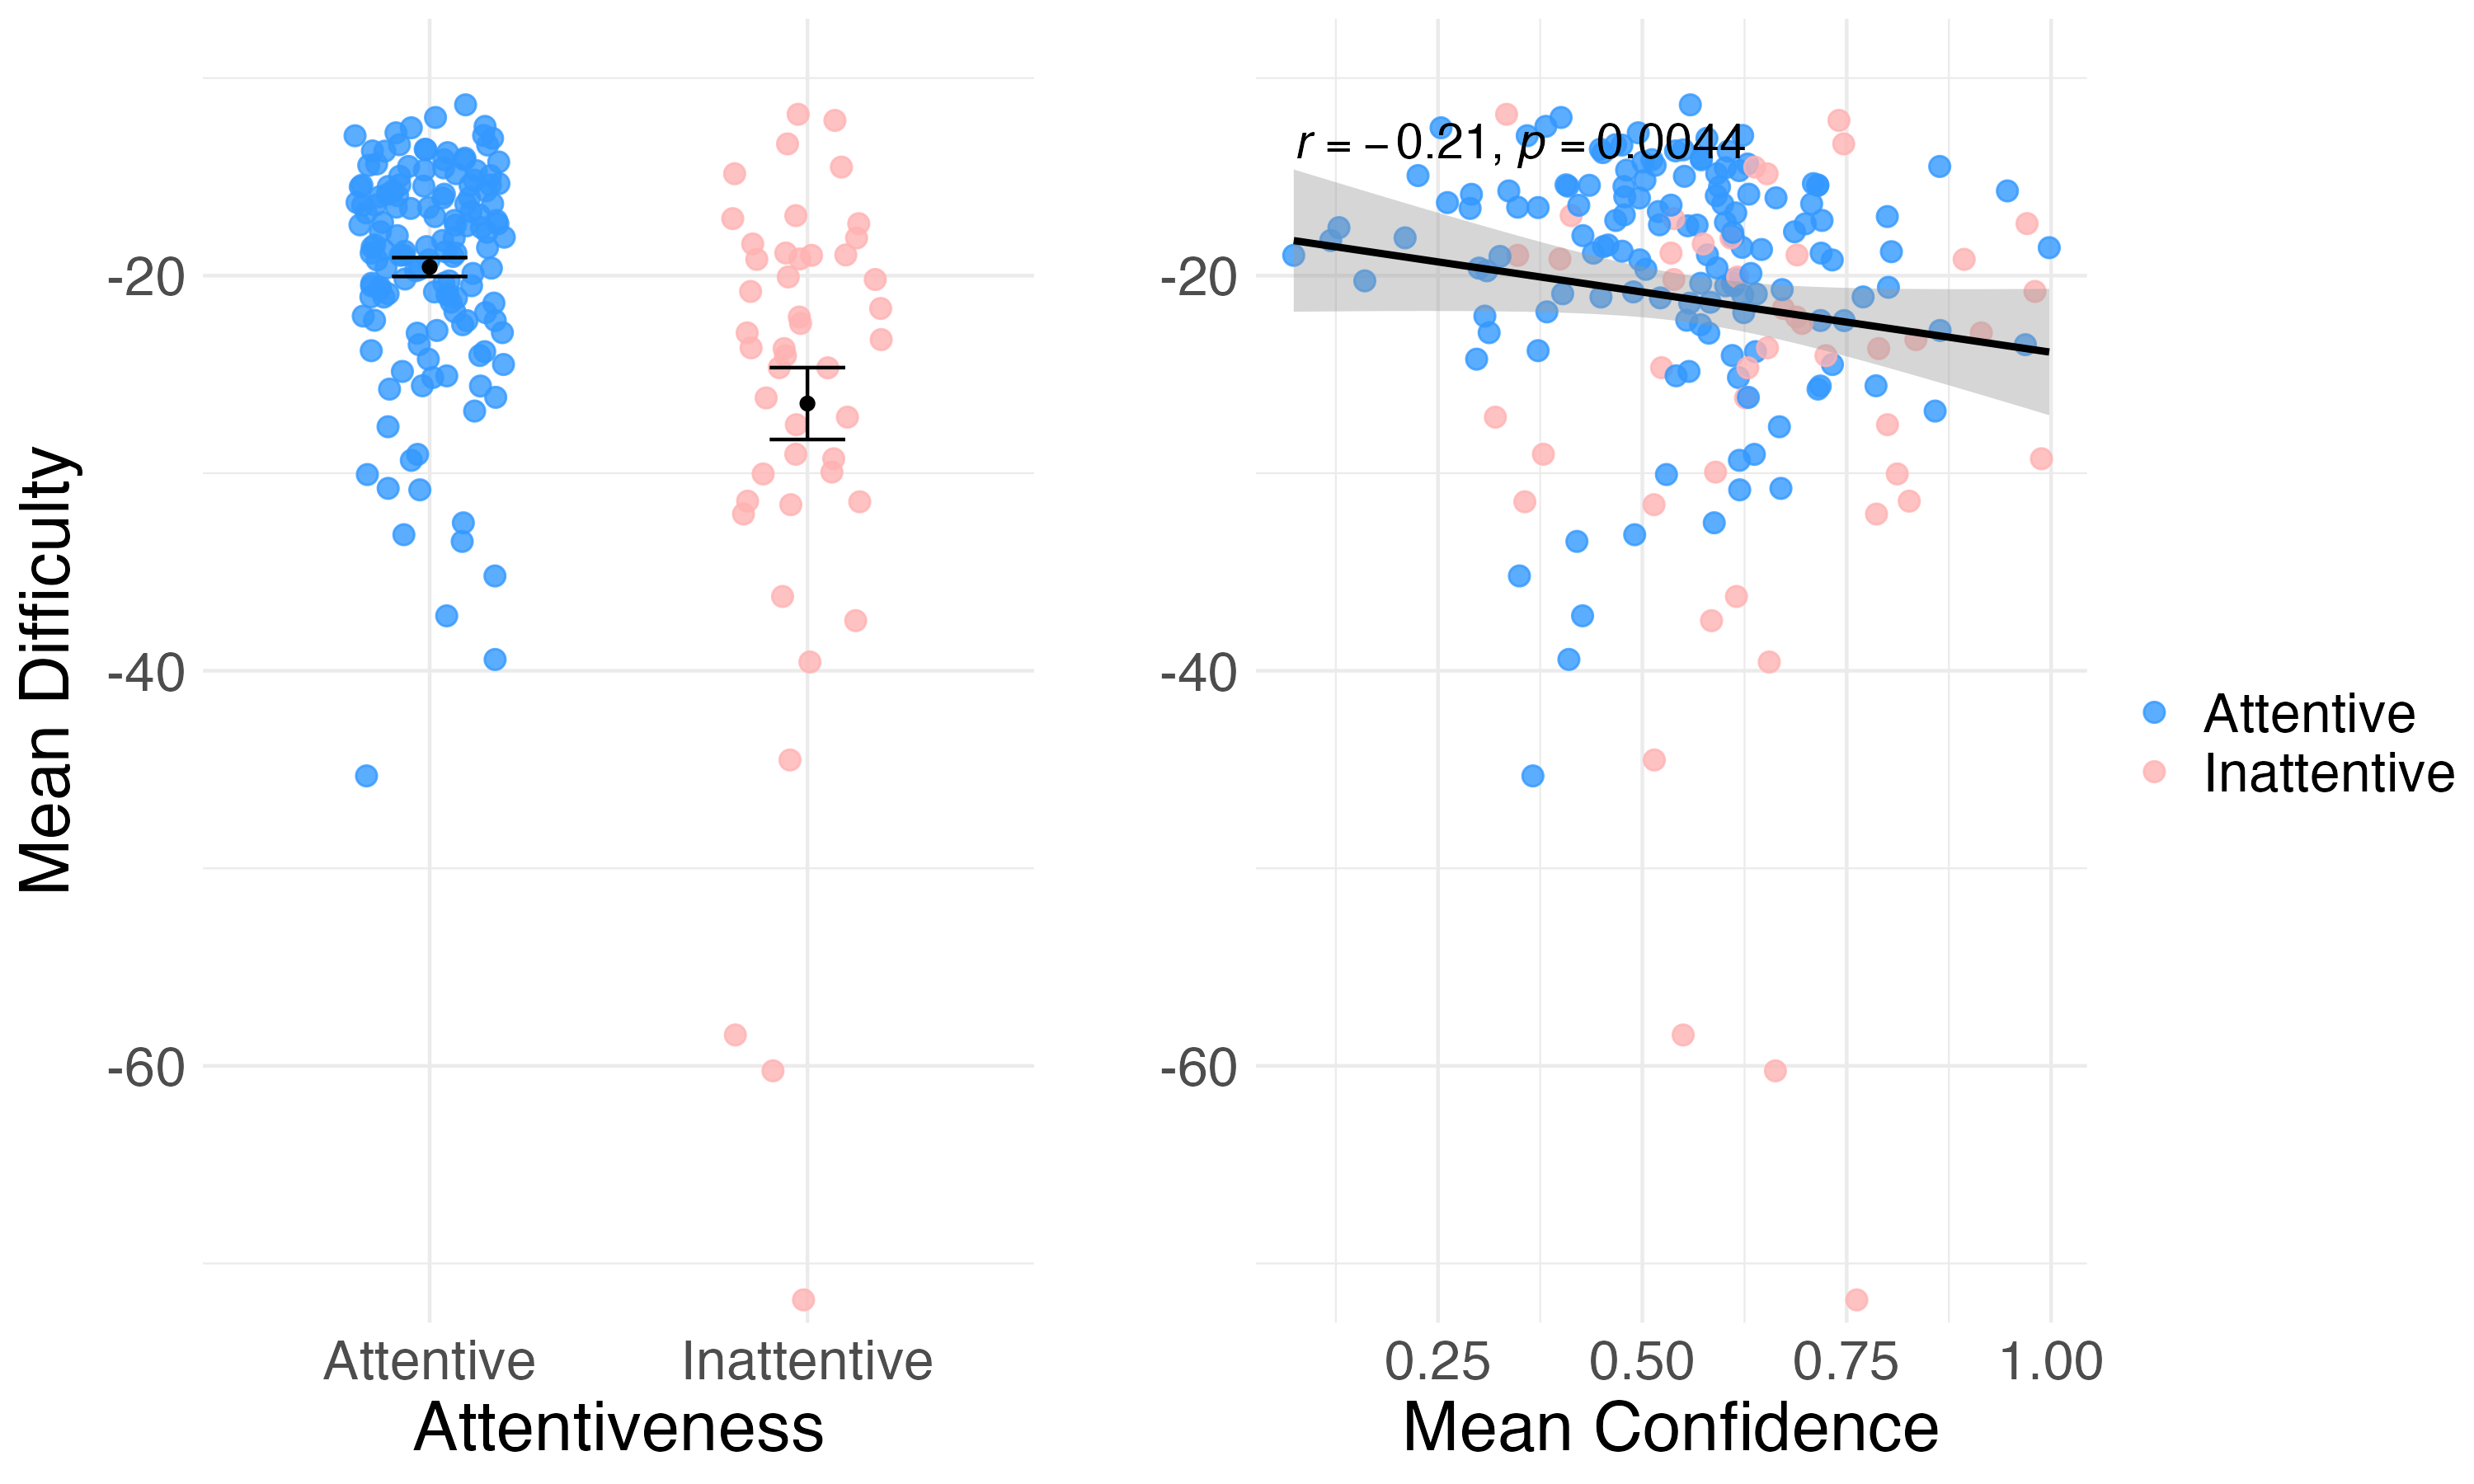 Mean Difficulty
-20
-40
-60
Attentive
Inattentive
Attentiveness
r = −0.21, p = 0.0044
-20
-40
-60
0.25
0.50
0.75
1.00
Mean Confidence
Attentive
Inattentive